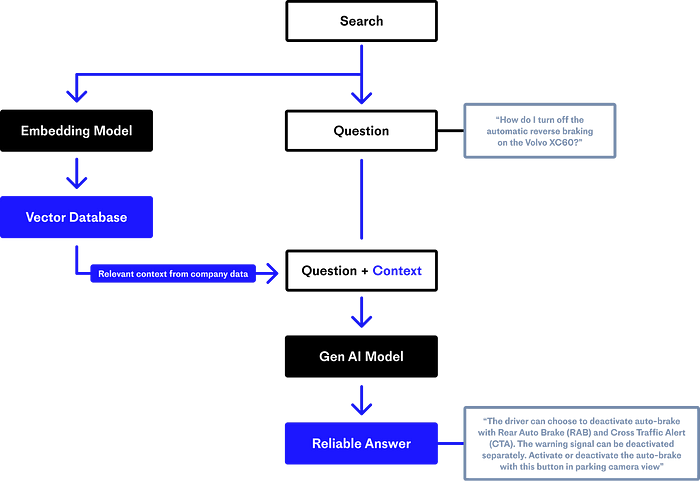 Search
Embedding Model
Question
“How do I turn off the
automatic reverse braking
on the Volvo XC60?”
Vector Database
Relevant context from company data
Question + Context
Gen AI Model
Reliable Answer
“The driver can choose to deactivate auto-brake
with Rear Auto Brake (RAB) and Cross Traffic Alert
(CTA). The warning signal can be deactivated
separately. Activate or deactivate the auto-brake
with this button in parking camera view”